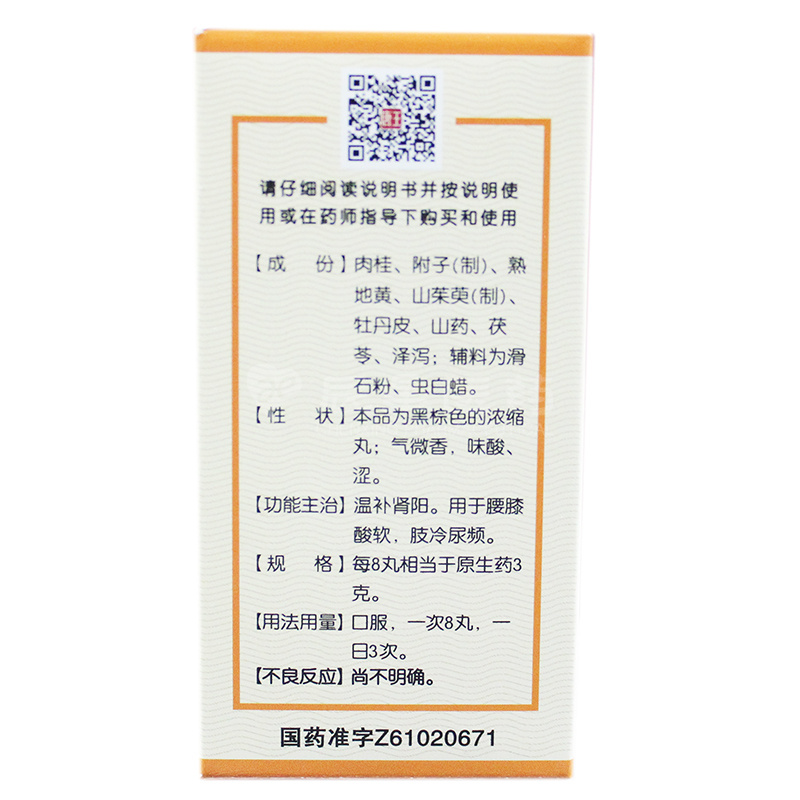 请仔细阅读说明书并按说明使
用或在药师指导下购买和使用
【成 份】肉桂、附子(制)、熟
地黄、山茱萸(制)、
牡丹皮、山药、茯
苓、泽泻；辅料为滑
石粉、虫白蜡。
【性 状】本品为黑棕色的浓缩
丸；气微香，味酸、
涩。
【功能主治】温补肾阳。用于腰膝
酸软，肢冷尿频。
【规 格】每8丸相当于原生药3
克。
【用法用量】口服，一次8丸，一
日3次。
【不良反应】尚不明确。
国药准字Z61020671